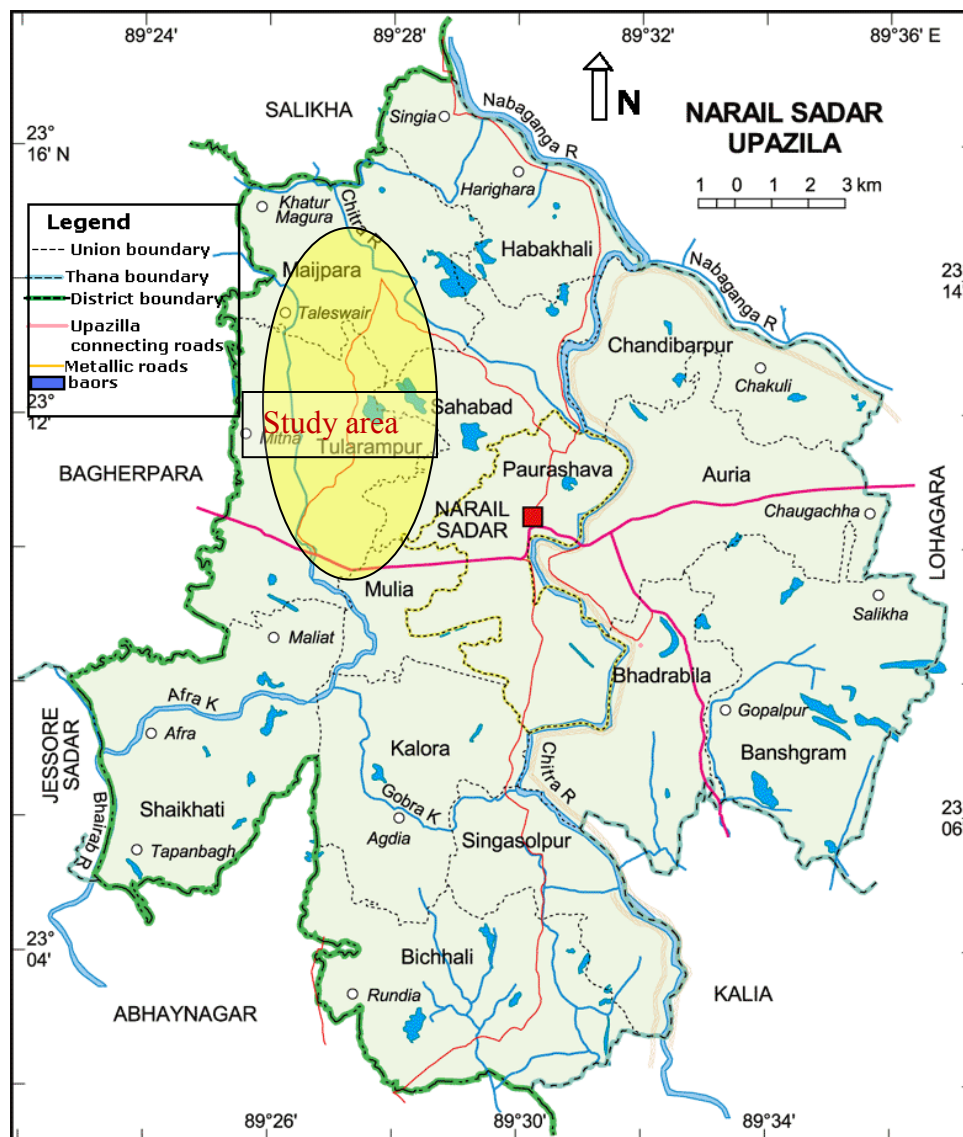 89°24'
89°28'
89°32'
89°36' E
SALIKHA
N
NARAIL SADAR
UPAZILA
1 0 1 2 3 km
23°
16' N
Singia
Nabaganga R
Harighara
Khatur
Magura
Chitra R
Habakhali
Legend
Union boundary
Thana boundary
District boundary
Upazilla
connecting roads
Metallic roads
baors
Maijpara
Taleswair
Nabaganga R
23
14'
Chandibarpur
Chakuli
23°
12'
Sahabad
Study area
Mitna
Tularampur
BAGHERPARA
Paurashava
Auria
NARAIL
SADAR
Chaugachha
LOHAGARA
Mulia
Salikha
Maliat
Bhadrabila
Afra K
Afra
Gopalpur
JESSORE
SADAR
Kalora
Chitra R
Banshgram
Bhairab R
Shaikhati
Gobra K
Agdia
Singasolpur
23
06'
Tapanbagh
23°
04'
Bichhali
Rundia
KALIA
ABHAYNAGAR
89°26'
89°30'
89°34'